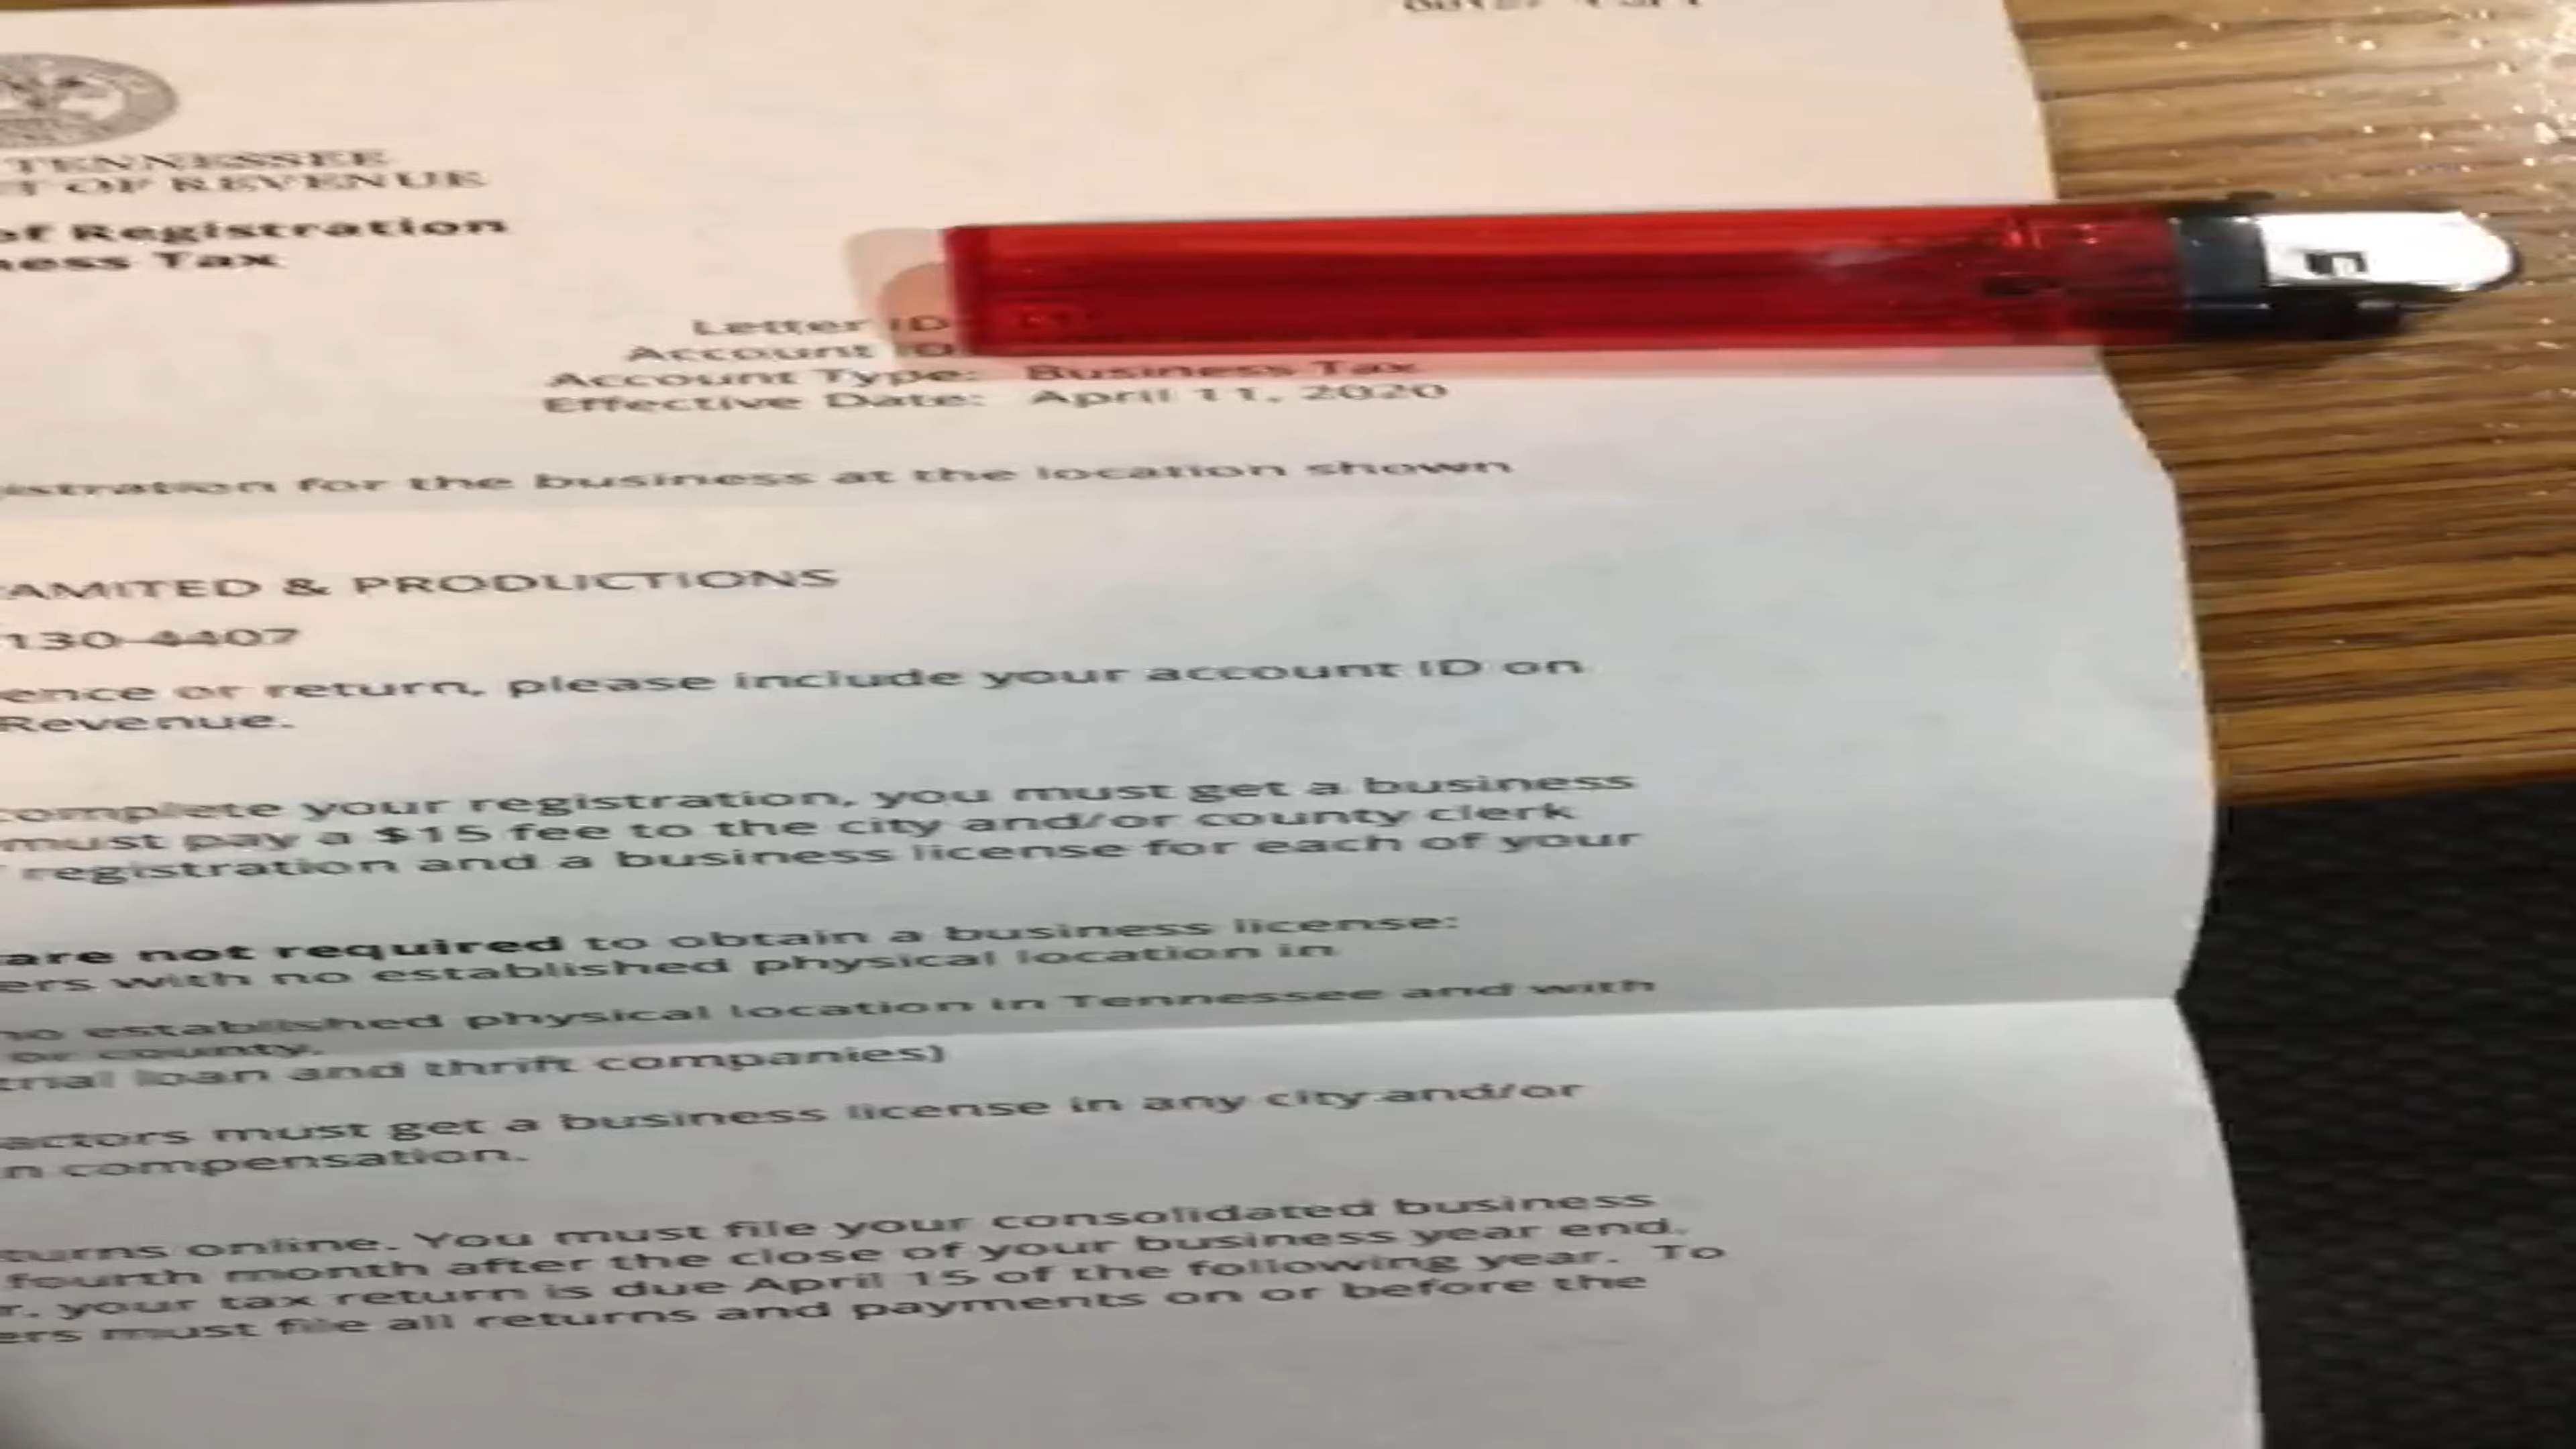 TENNESSEE
OF REVENUE
of Registration
Tax
Letter ID:
Account ID:
Account Type: Business Tax
Effective Date: April 11, 2020
istration for the business at the location shown
AMITED & PRODUCTIONS
130-4407
ence or return, please include your account ID on
Revenue.
complete your registration, you must get a business
must pay a $15 fee to the city and/or county clerk
registration and a business license for each of your
are not required to obtain a business license:
ers with no established physical location in
no established physical location in Tennessee and with
or county.
trial loan and thrift companies)
actors must get a business license in any city and/or
n compensation.
turns online. You must file your consolidated business
fourth month after the close of your business year end.
r, your tax return is due April 15 of the following year. To
ers must file all returns and payments on or before the